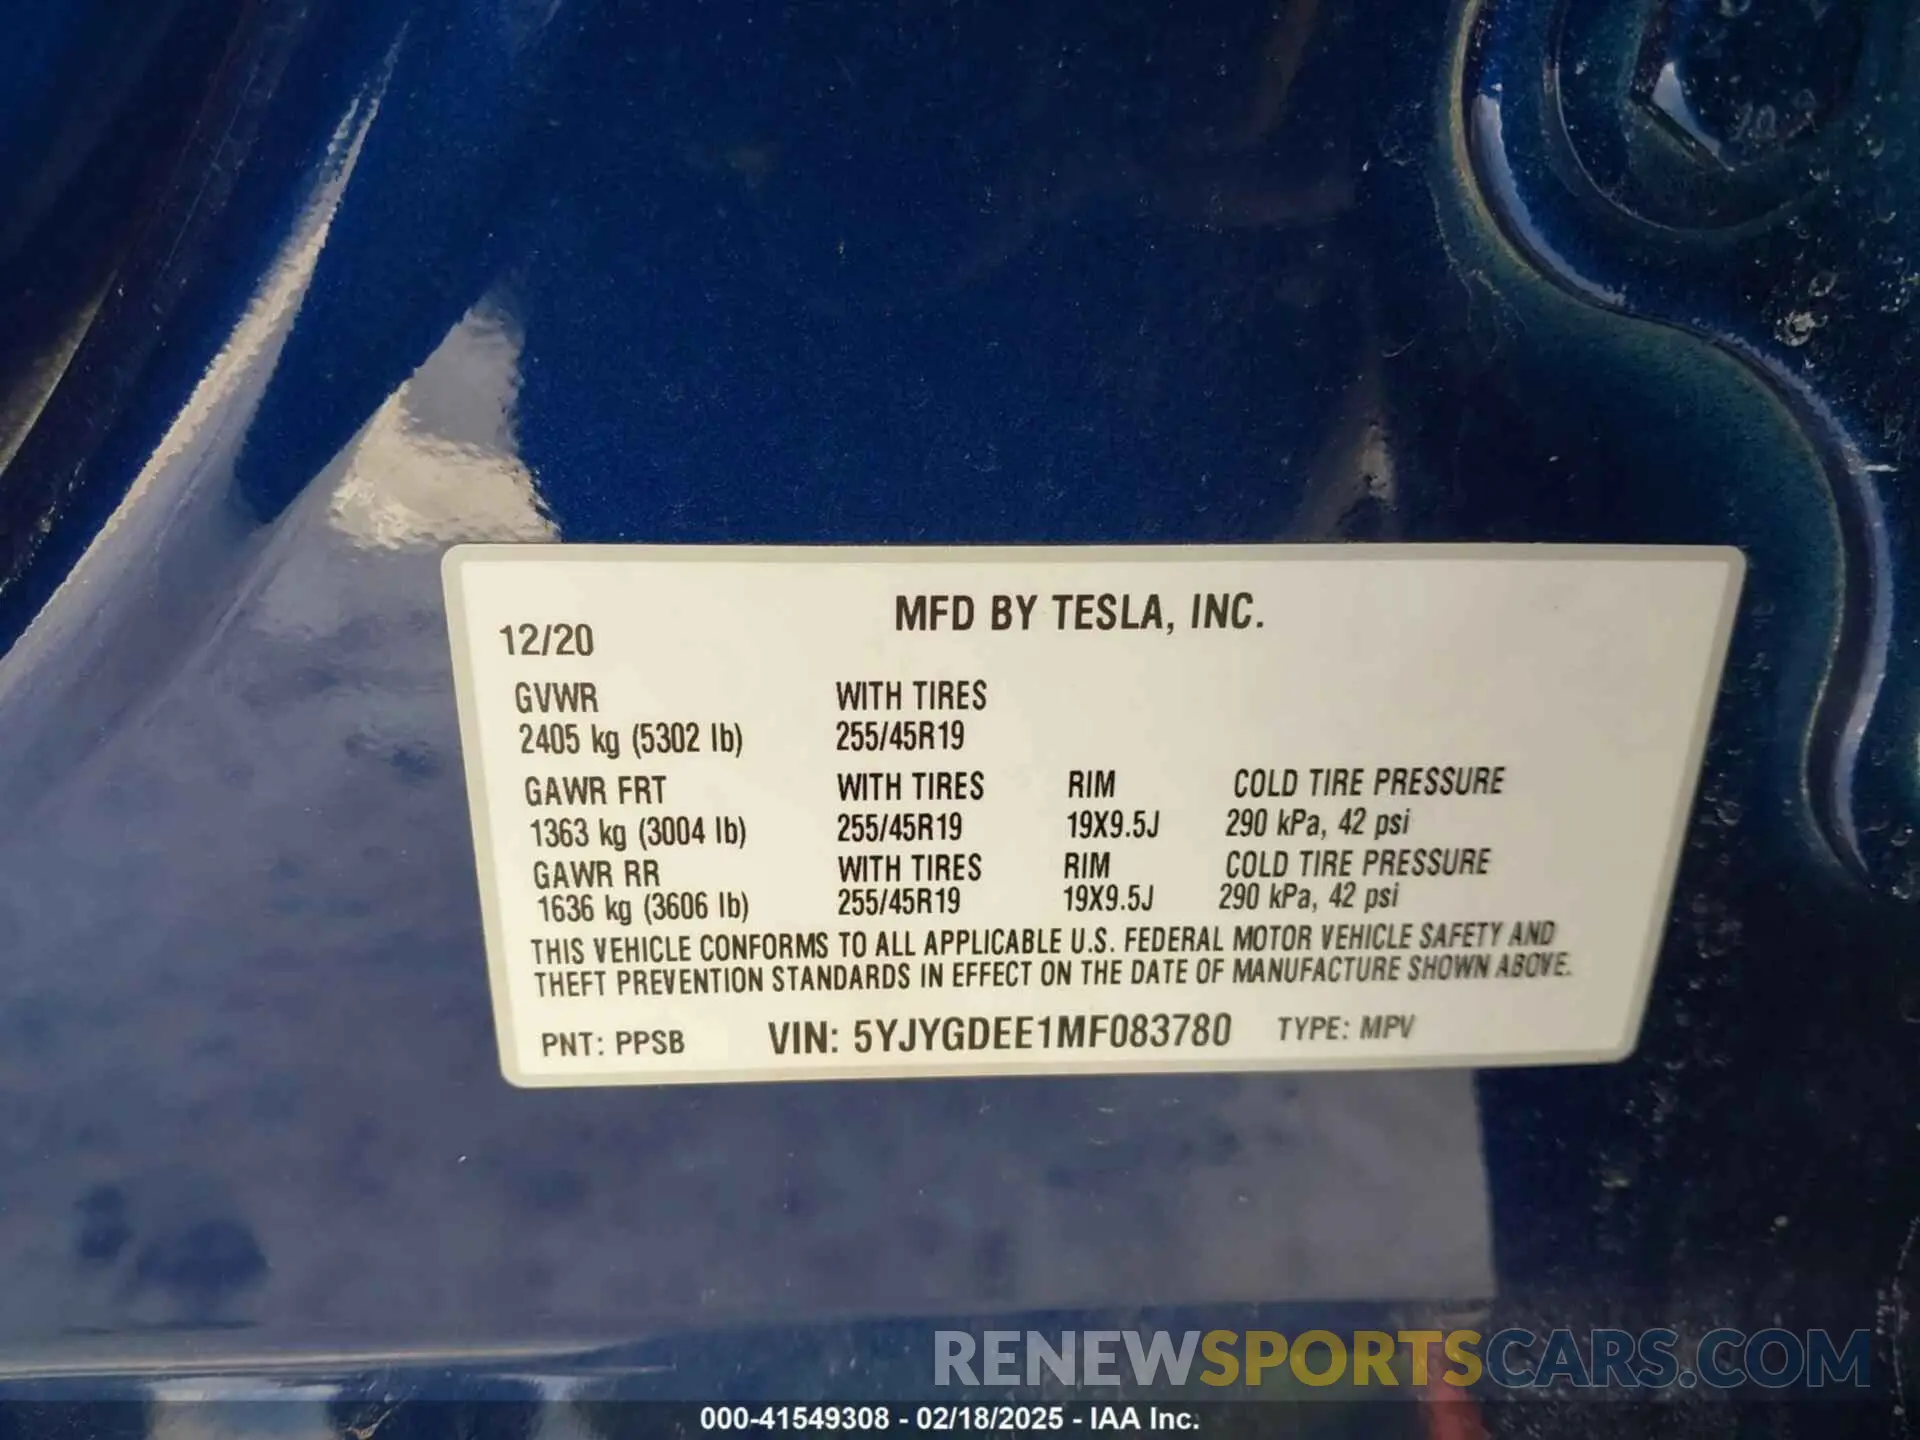 MFD BY TESLA, INC.
12/20
GVWR WITH TIRES
2405 kg (5302 lb) 255/45R19
GAWR FRT WITH TIRES RIM COLD TIRE PRESSURE
1363 kg (3004 lb) 255/45R19 19X9.5J 290 kPa, 42 psi
GAWR RR WITH TIRES RIM COLD TIRE PRESSURE
1636 kg (3606 lb) 255/45R19 19X9.5J 290 kPa, 42 psi
THIS VEHICLE CONFORMS TO ALL APPLICABLE U.S. FEDERAL MOTOR VEHICLE SAFETY AND
THEFT PREVENTION STANDARDS IN EFFECT ON THE DATE OF MANUFACTURE SHOWN ABOVE.
PNT: PPSB VIN: 5YJYGDEE1MF083780 TYPE: MPV
RENEWSPORTSCARS.COM
000-41549308 - 02/18/2025 - IAA Inc.